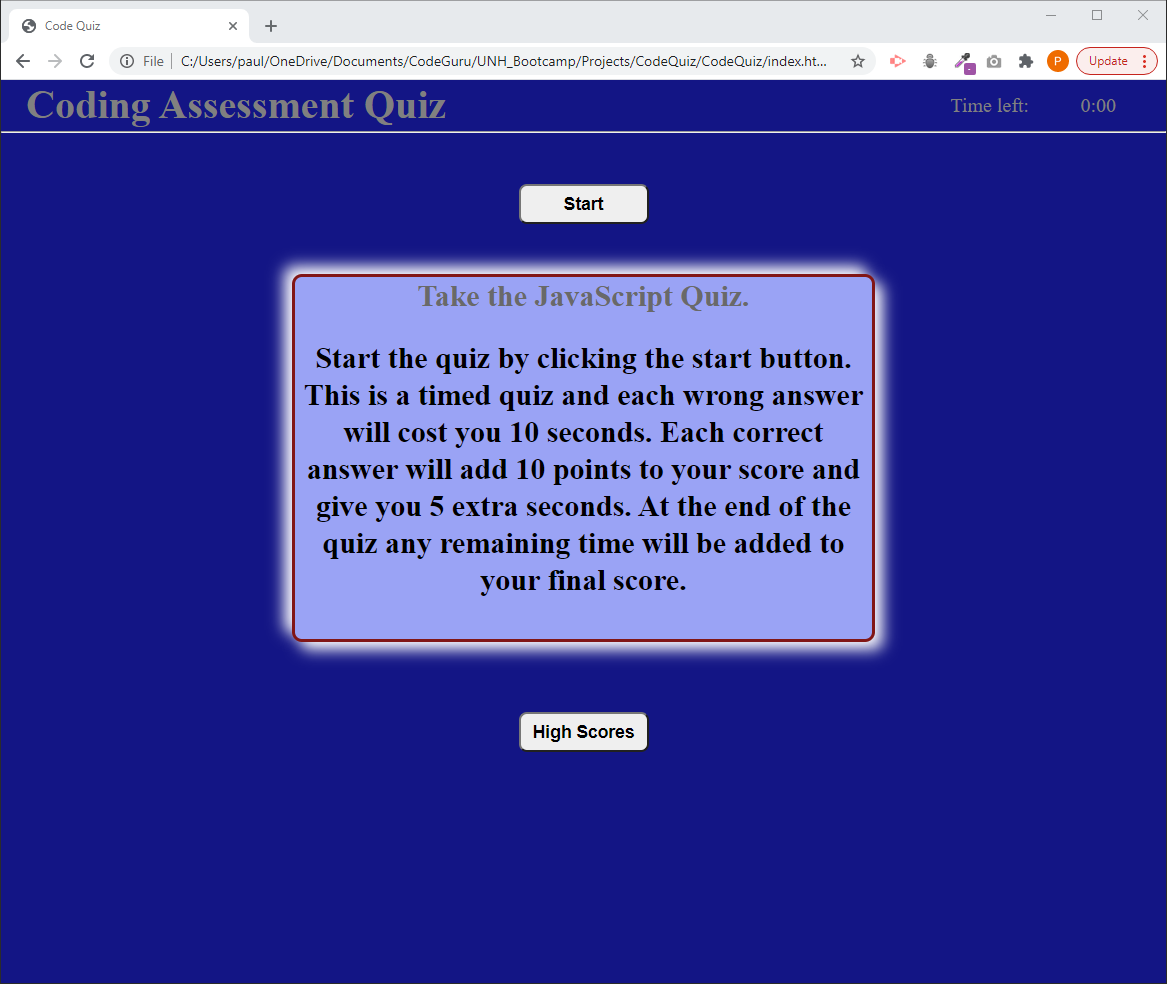 Code Quiz
File
C:/Users/paul/OneDrive/Documents/CodeGuru/UNH_Bootcamp/Projects/CodeQuiz/CodeQuiz/index.ht...
P
Update
Coding Assessment Quiz
Time left: 0:00
Start
Take the JavaScript Quiz.
Start the quiz by clicking the start button.
This is a timed quiz and each wrong answer
will cost you 10 seconds. Each correct
answer will add 10 points to your score and
give you 5 extra seconds. At the end of the
quiz any remaining time will be added to
your final score.
High Scores